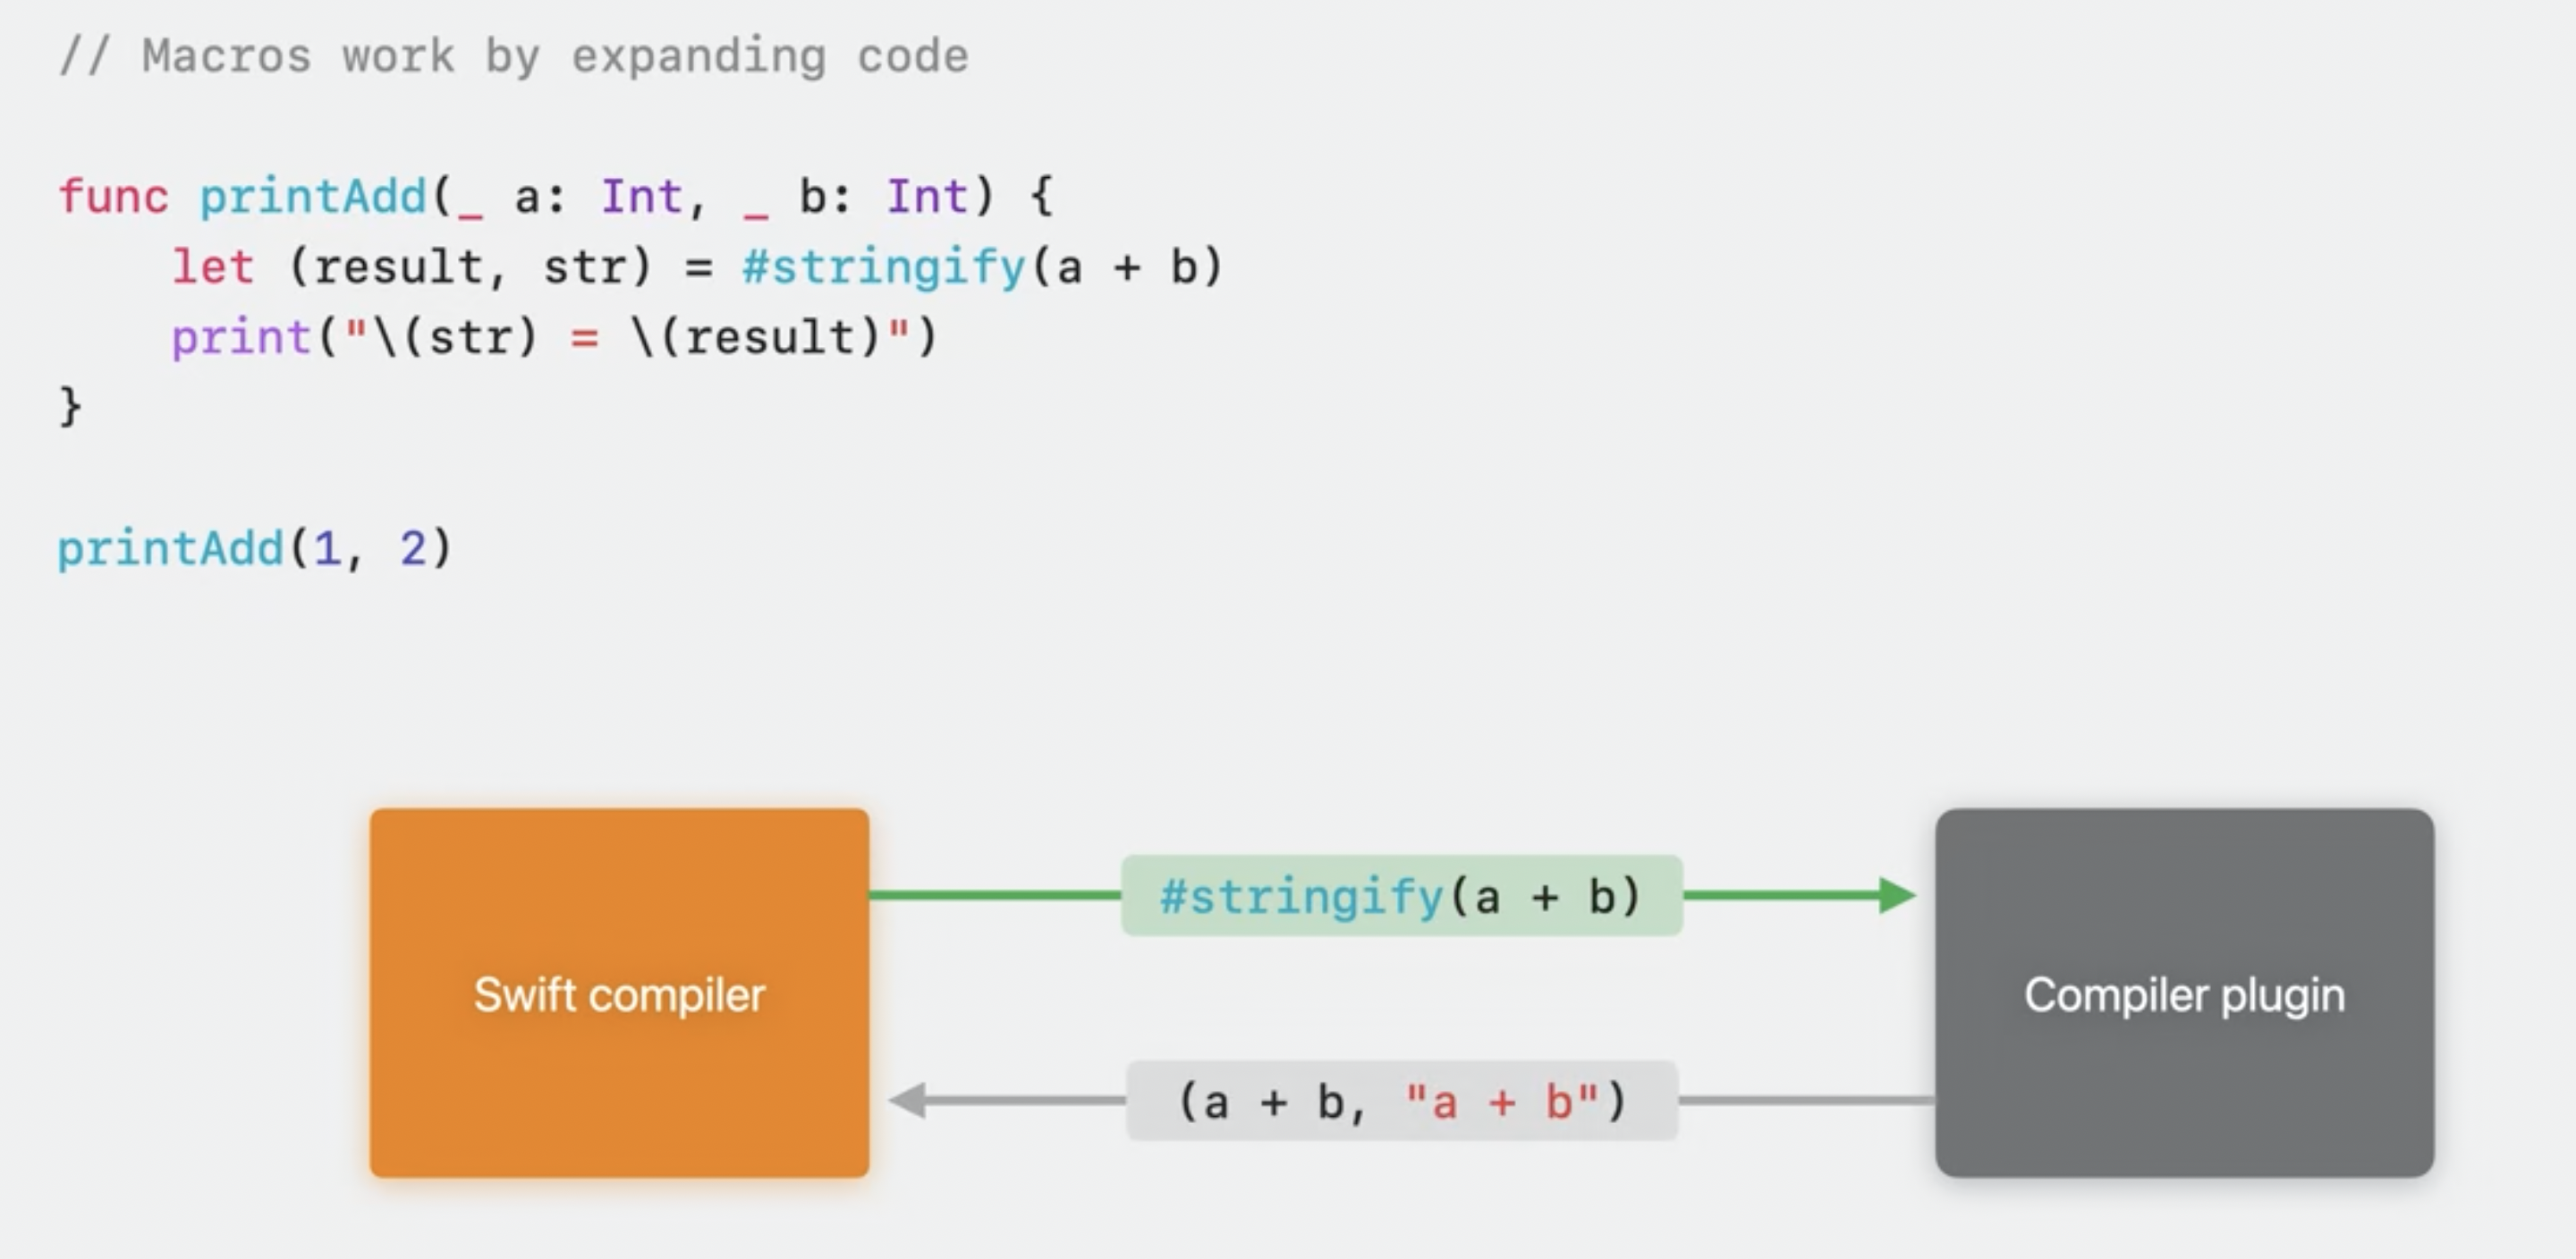 // Macros work by expanding code
func printAdd(_ a: Int, _ b: Int) {
    let (result, str) = #stringify(a + b)
    print("\(str) = \(result)")
}
printAdd(1, 2)
#stringify(a + b)
Swift compiler
Compiler plugin
(a + b, "a + b")